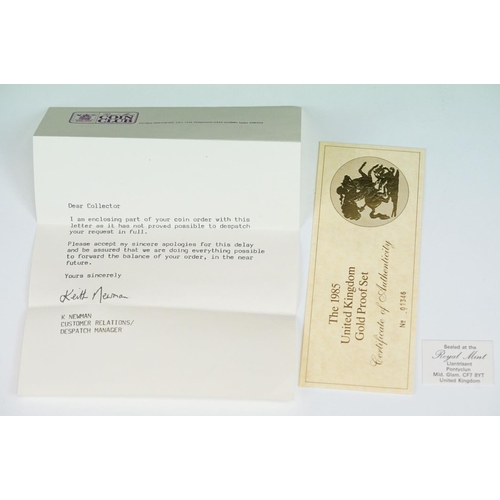 COIN
CLUB
Dear Collector
I am enclosing part of your coin order with this
letter as it has not proved possible to despatch
your request in full.
Please accept my sincere apologies for this delay
and be assured that we are doing everything possible
to forward the balance of your order, in the near
future.
Yours sincerely
Keith Newman
K NEWMAN
CUSTOMER RELATIONS/
DESPATCH MANAGER
The 1985
United Kingdom
Gold Proof Set
Certificate of Authenticity
Nº 01346
Sealed at the
Royal Mint
Llantrisant
Pontyclun
Mid. Glam. CF7 8YT
United Kingdom